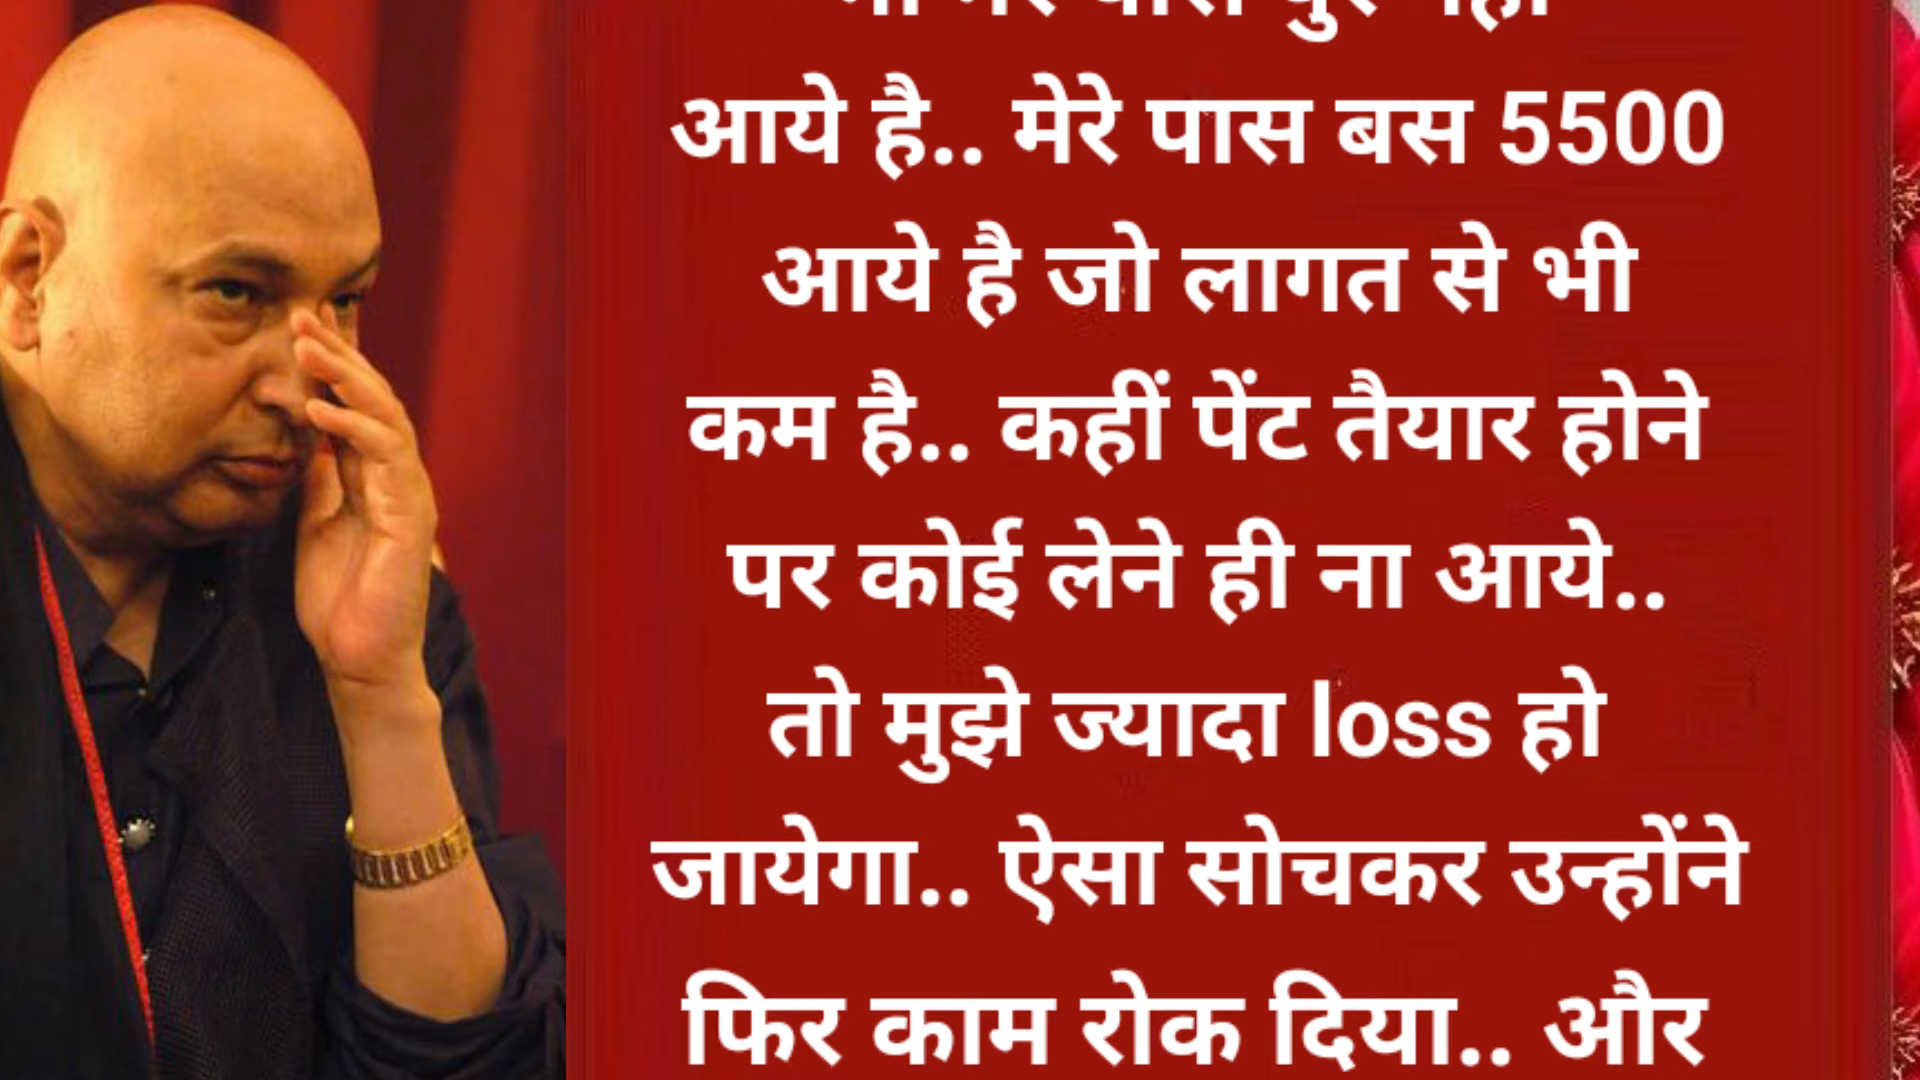 आये है.. मेरे पास बस 5500
आये है जो लागत से भी
कम है.. कहीं पेंट तैयार होने
पर कोई लेने ही ना आये..
तो मुझे ज्यादा loss हो
जायेगा.. ऐसा सोचकर उन्होंने
फिर काम रोक दिया.. और